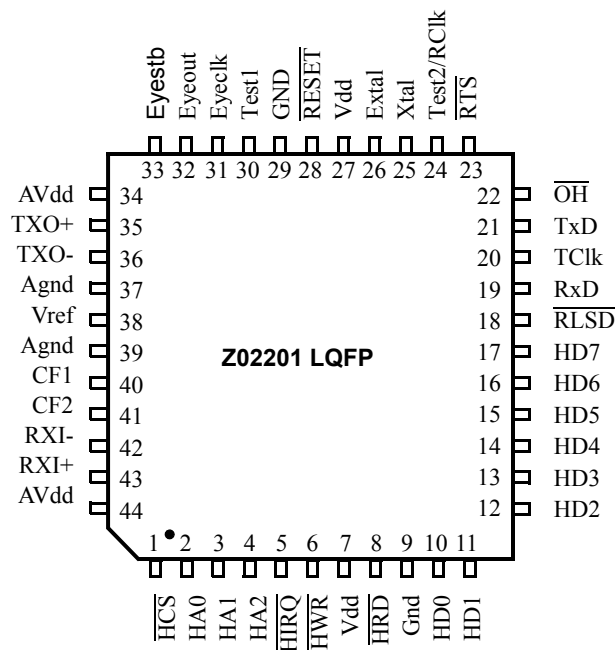 Eyestb
Eyeout
Eyeclk
Test1
GND
RESET
Vdd
Extal
Xtal
Test2/RClk
RTS
33 32 31 30 29 28 27 26 25 24 23
AVdd 34 22 OH
TXO+ 35 21 TxD
TXO- 36 20 TClk
Agnd 37 19 RxD
Vref 38 18 RLSD
Agnd 39 17 HD7
Z02201 LQFP
CF1 40 16 HD6
CF2 41 15 HD5
RXI- 42 14 HD4
RXI+ 43 13 HD3
AVdd 44 12 HD2
1 2 3 4 5 6 7 8 9 10 11
HCS
HA0
HA1
HA2
HIRQ
HWR
Vdd
HRD
Gnd
HD0
HD1